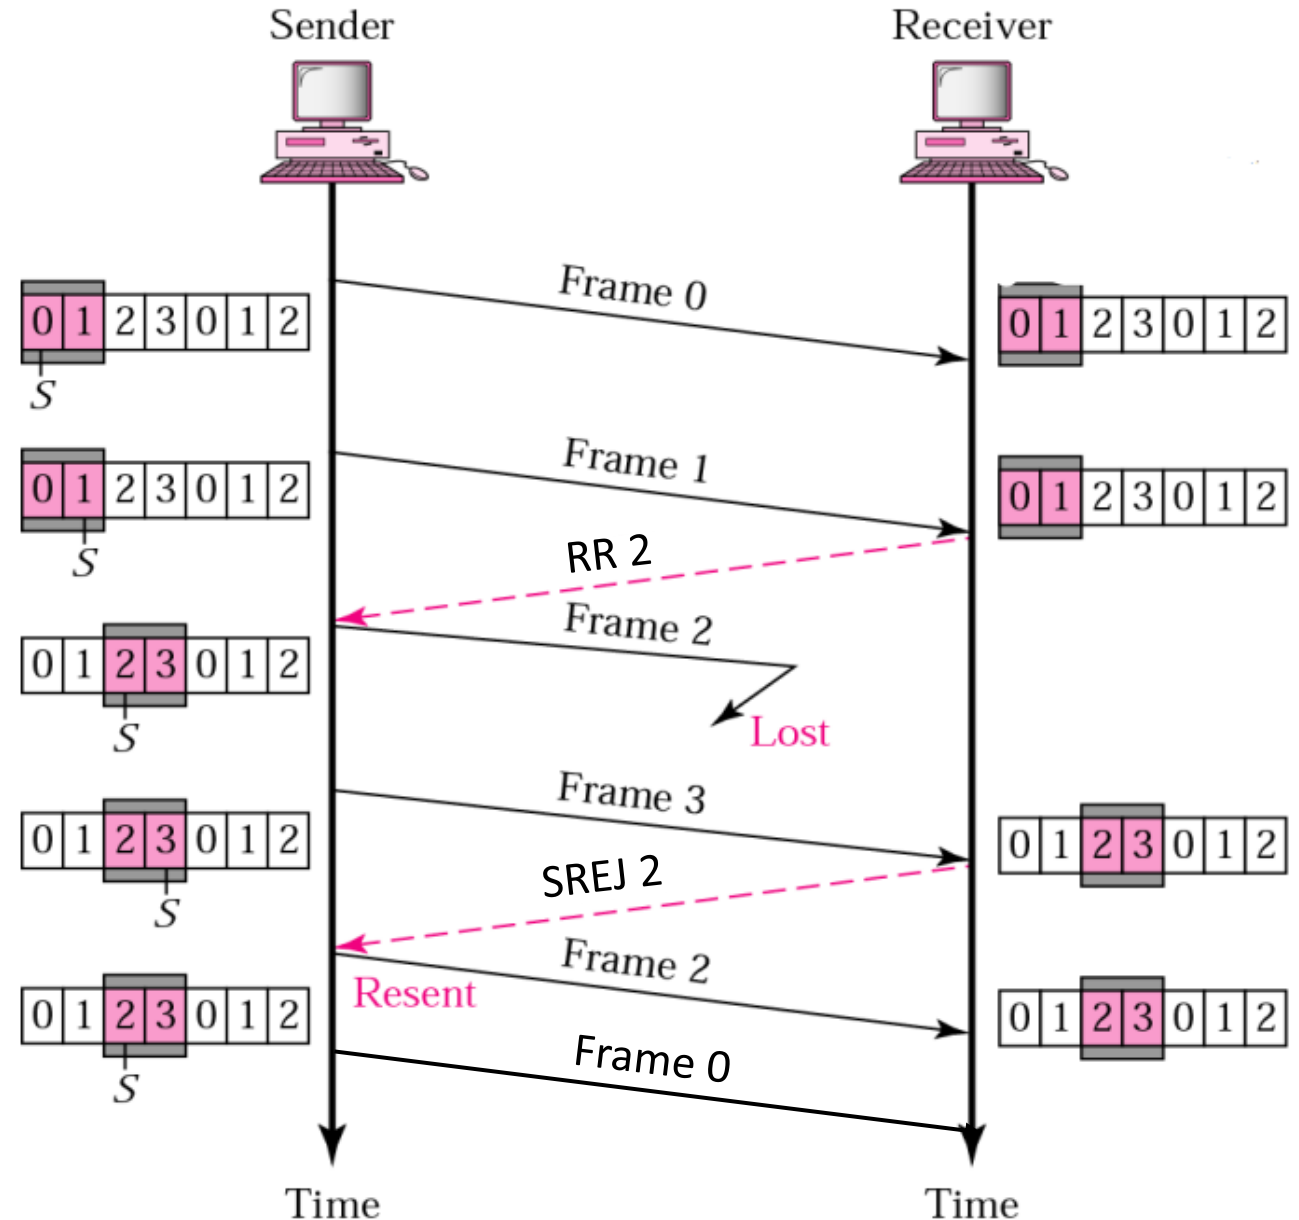 Sender Receiver
Frame 0
0 1 2 3 0 1 2 0 1 2 3 0 1 2
S
Frame 1
0 1 2 3 0 1 2 0 1 2 3 0 1 2
S
RR 2
Frame 2
0 1 2 3 0 1 2
S
Lost
Frame 3
0 1 2 3 0 1 2 0 1 2 3 0 1 2
S
SREJ 2
Frame 2
Resent
0 1 2 3 0 1 2 0 1 2 3 0 1 2
S
Frame 0
Time Time